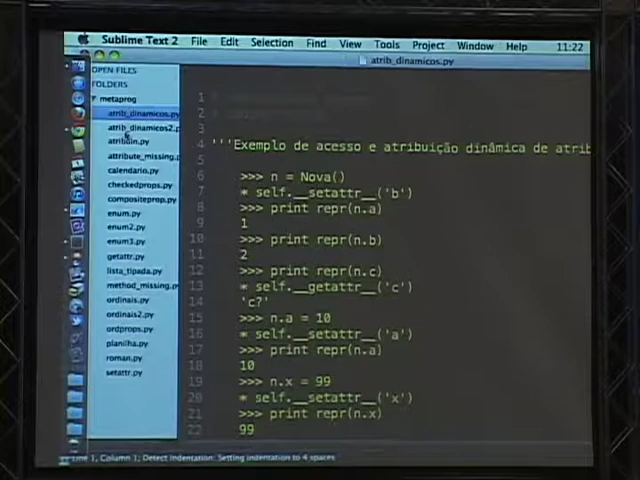 Sublime Text 2 File Edit Selection Find View Tools Project Window Help 11:22
atrib_dinamicos.py
OPEN FILES
FOLDERS
metaprog
atrib_dinamicos.py
atrib_dinamicos2.p
atribuin.py
attribute_missing.
calendario.py
checkedprops.py
compositeprop.py
enum.py
enum2.py
enum3.py
getattr.py
lista_tipada.py
method_missing.p
ordinais.py
ordinais2.py
ordprops.py
planilha.py
roman.py
setattr.py
1
2
3
4 '''Exemplo de acesso e atribuição dinâmica de atrib
5
6 >>> n = Nova()
7 * self.__setattr__('b')
8 >>> print repr(n.a)
9 1
10 >>> print repr(n.b)
11 2
12 >>> print repr(n.c)
13 * self.__getattr__('c')
14 'c?'
15 >>> n.a = 10
16 * self.__setattr__('a')
17 >>> print repr(n.a)
18 10
19 >>> n.x = 99
20 * self.__setattr__('x')
21 >>> print repr(n.x)
22 99
Line 1, Column 1; Detect Indentation: Setting indentation to 4 spaces